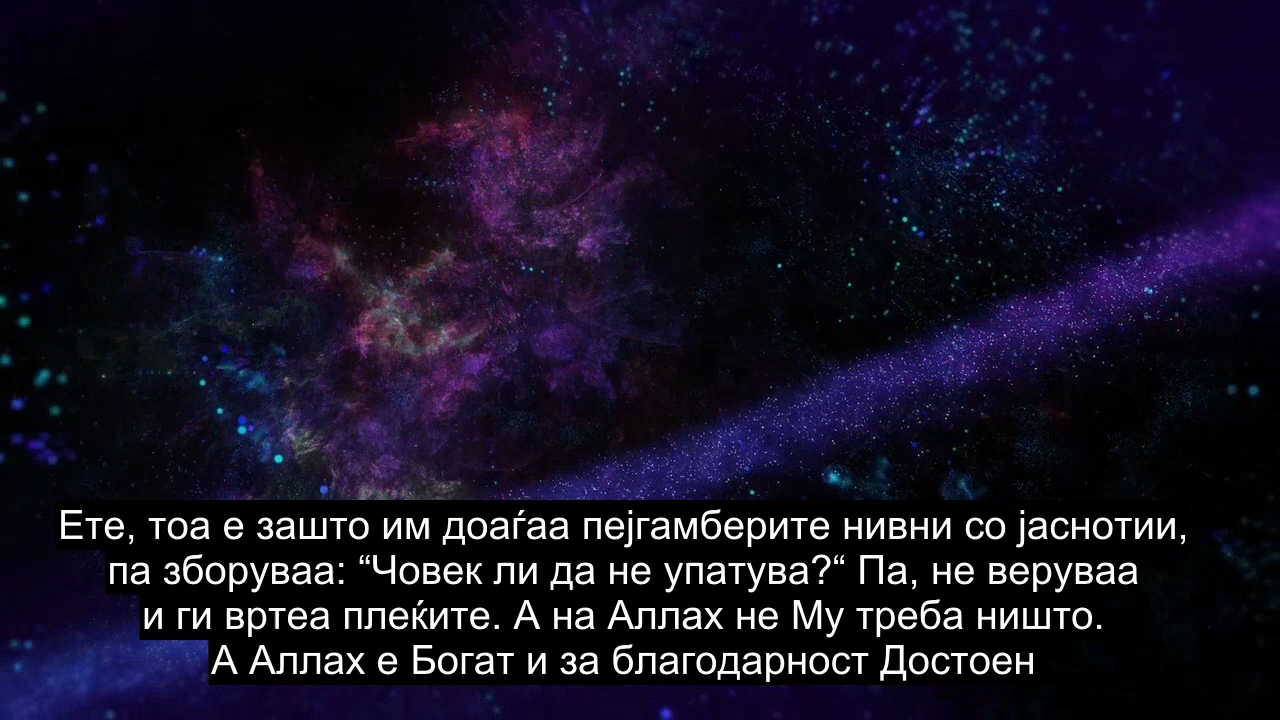 Ете, тоа е зашто им доаѓаа пејгамберите нивни со јаснотии,
па зборуваа: “Човек ли да не упатува?“ Па, не веруваа
и ги вртеа плеќите. А на Аллах не Му треба ништо.
А Аллах е Богат и за благодарност Достоен